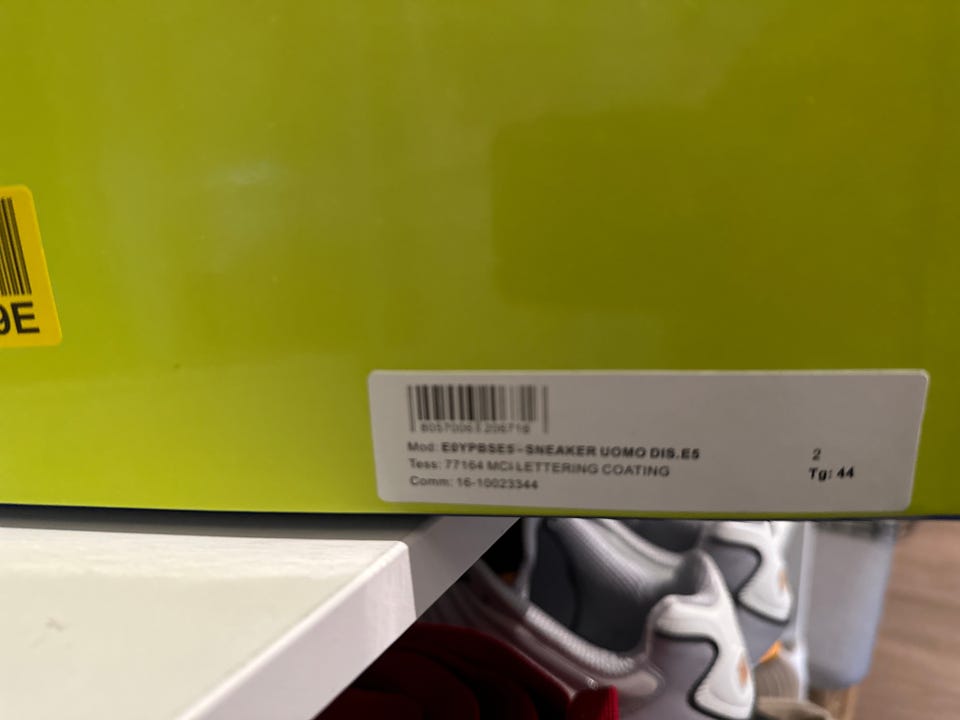 9E
Mod: E0YPBSE5 - SNEAKER UOMO DIS.E5
Tess: 77164 MCI LETTERING COATING
Comm: 16-10023344
2
Tg: 44